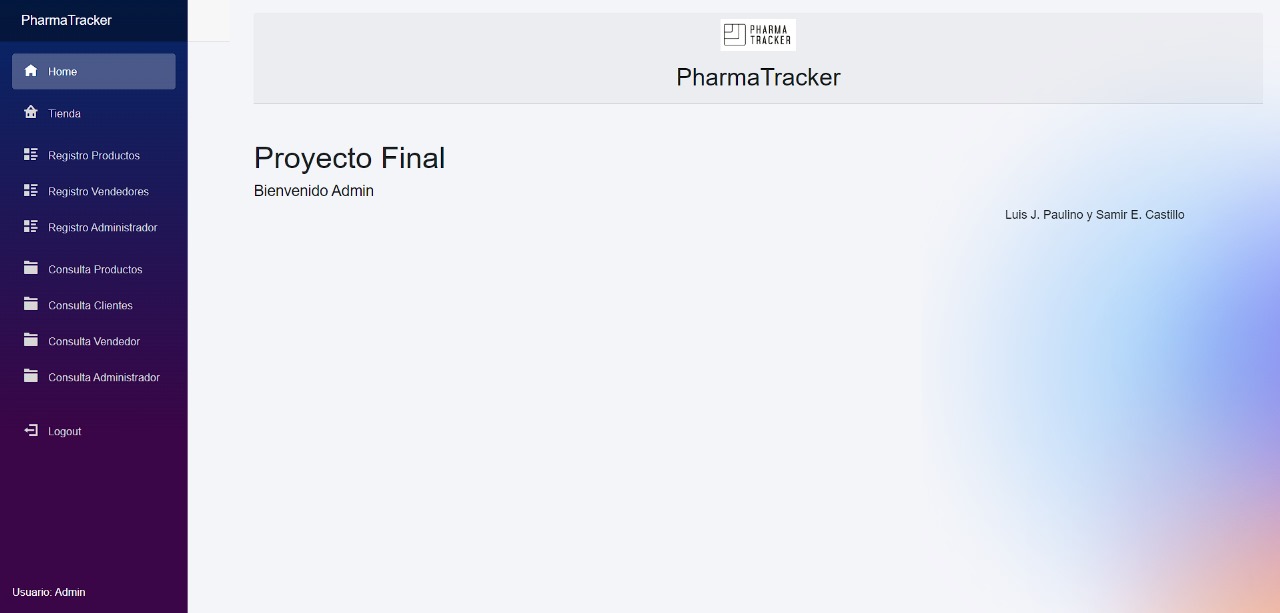 PharmaTracker
Home
Tienda
Registro Productos
Registro Vendedores
Registro Administrador
Consulta Productos
Consulta Clientes
Consulta Vendedor
Consulta Administrador
Logout
Usuario: Admin
PHARMA
TRACKER
PharmaTracker
Proyecto Final
Bienvenido Admin
Luis J. Paulino y Samir E. Castillo